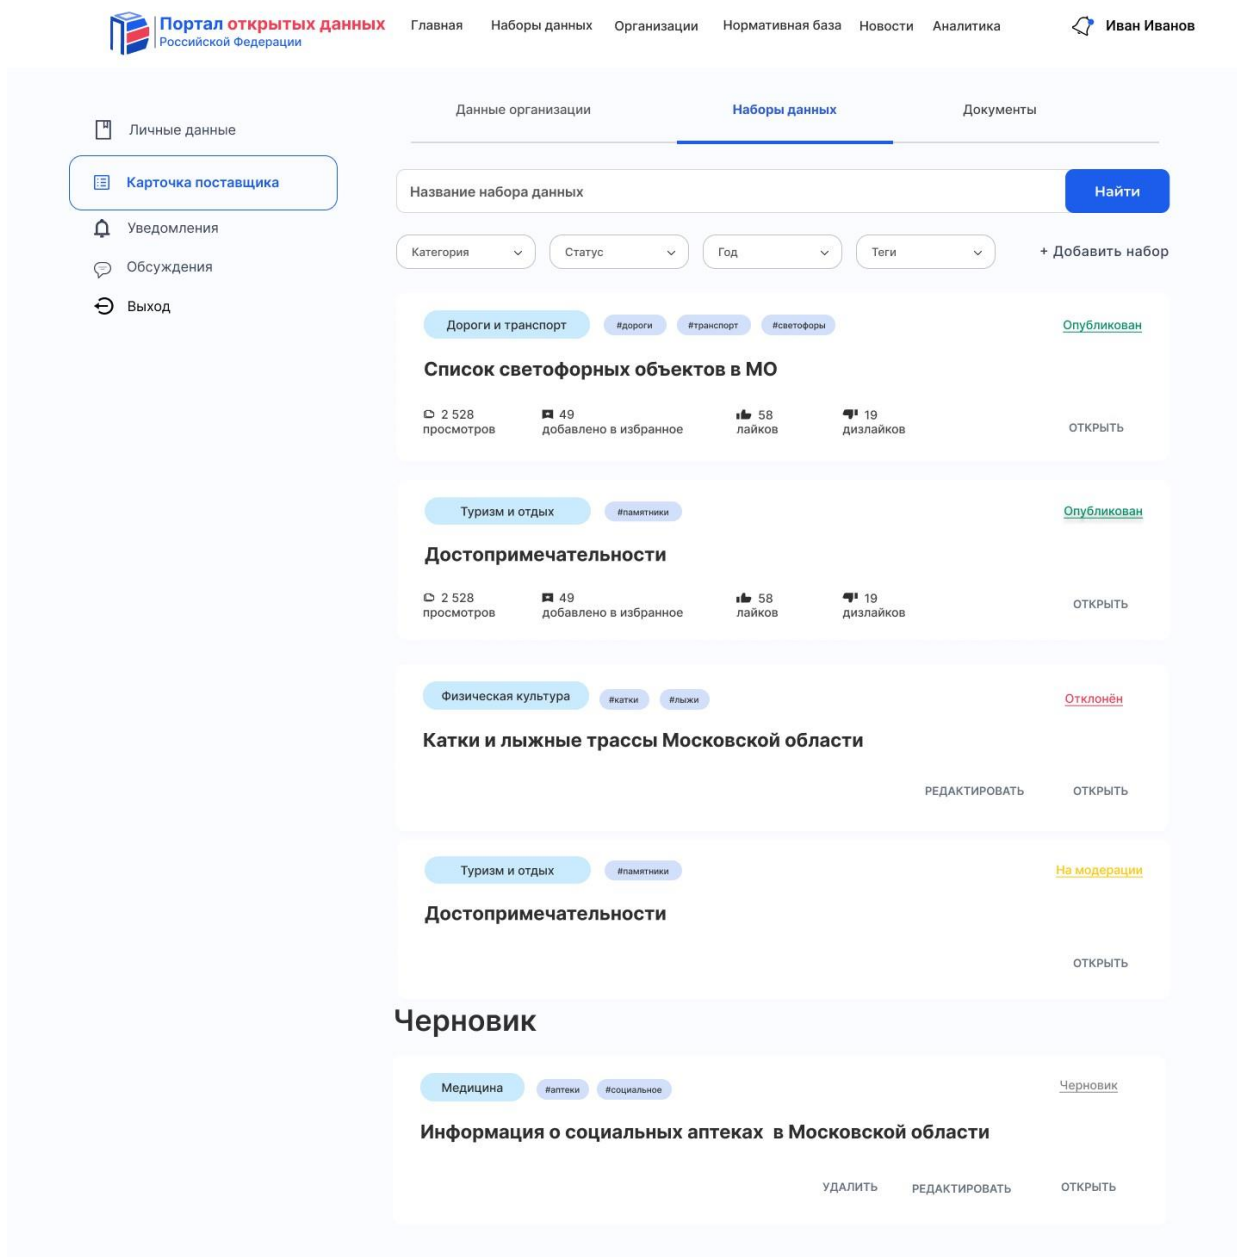 Портал открытых данных
Российской Федерации
Главная Наборы данных Организации Нормативная база Новости Аналитика Иван Иванов
Личные данные
Карточка поставщика
Уведомления
Обсуждения
Выход
Данные организации Наборы данных Документы
Название набора данных Найти
Категория Статус Год Теги + Добавить набор
Дороги и транспорт #дороги #транспорт #светофоры Опубликован
Список светофорных объектов в МО
2 528 49 58 19
просмотров добавлено в избранное лайков дизлайков ОТКРЫТЬ
Туризм и отдых #памятники Опубликован
Достопримечательности
2 528 49 58 19
просмотров добавлено в избранное лайков дизлайков ОТКРЫТЬ
Физическая культура #катки #лыжи Отклонён
Катки и лыжные трассы Московской области
РЕДАКТИРОВАТЬ ОТКРЫТЬ
Туризм и отдых #памятники На модерации
Достопримечательности
ОТКРЫТЬ
Черновик
Медицина #аптеки #социальное Черновик
Информация о социальных аптеках в Московской области
УДАЛИТЬ РЕДАКТИРОВАТЬ ОТКРЫТЬ